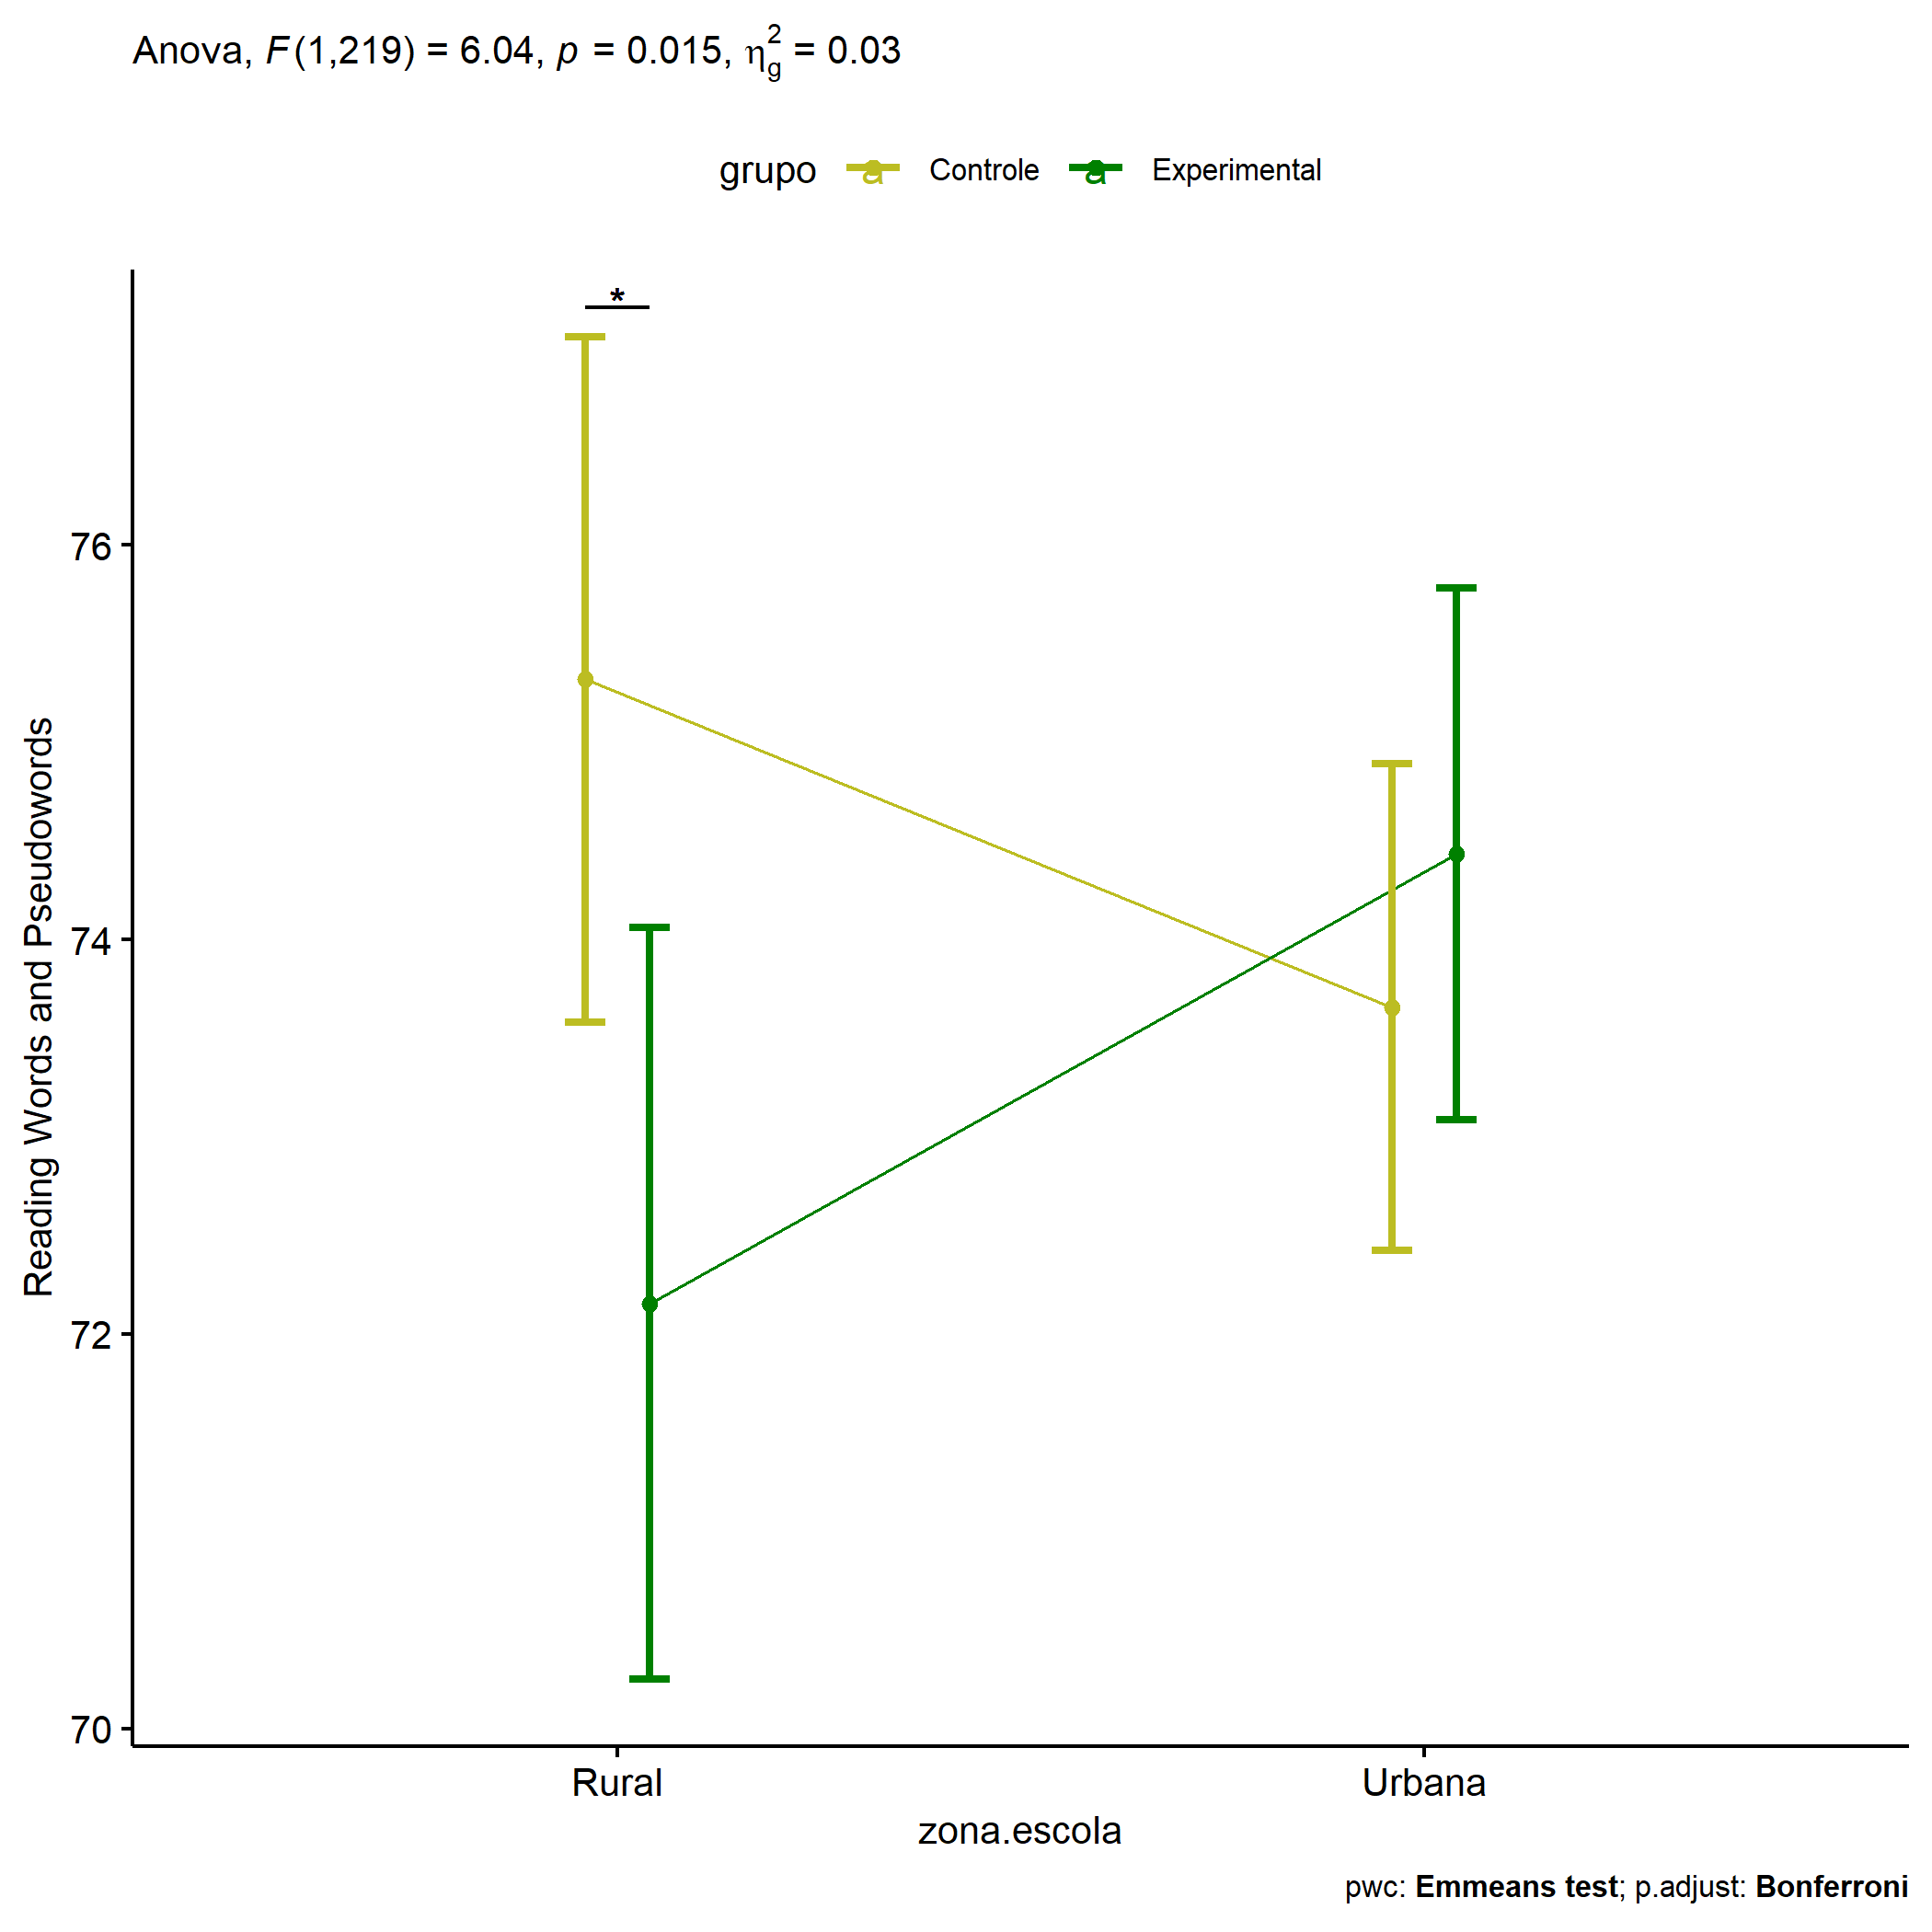 Anova, F(1,219) = 6.04, p = 0.015, η²g = 0.03
grupo a Controle a Experimental
*
76
74
72
70
Reading Words and Pseudowords
Rural Urbana
zona.escola
pwc: Emmeans test; p.adjust: Bonferroni